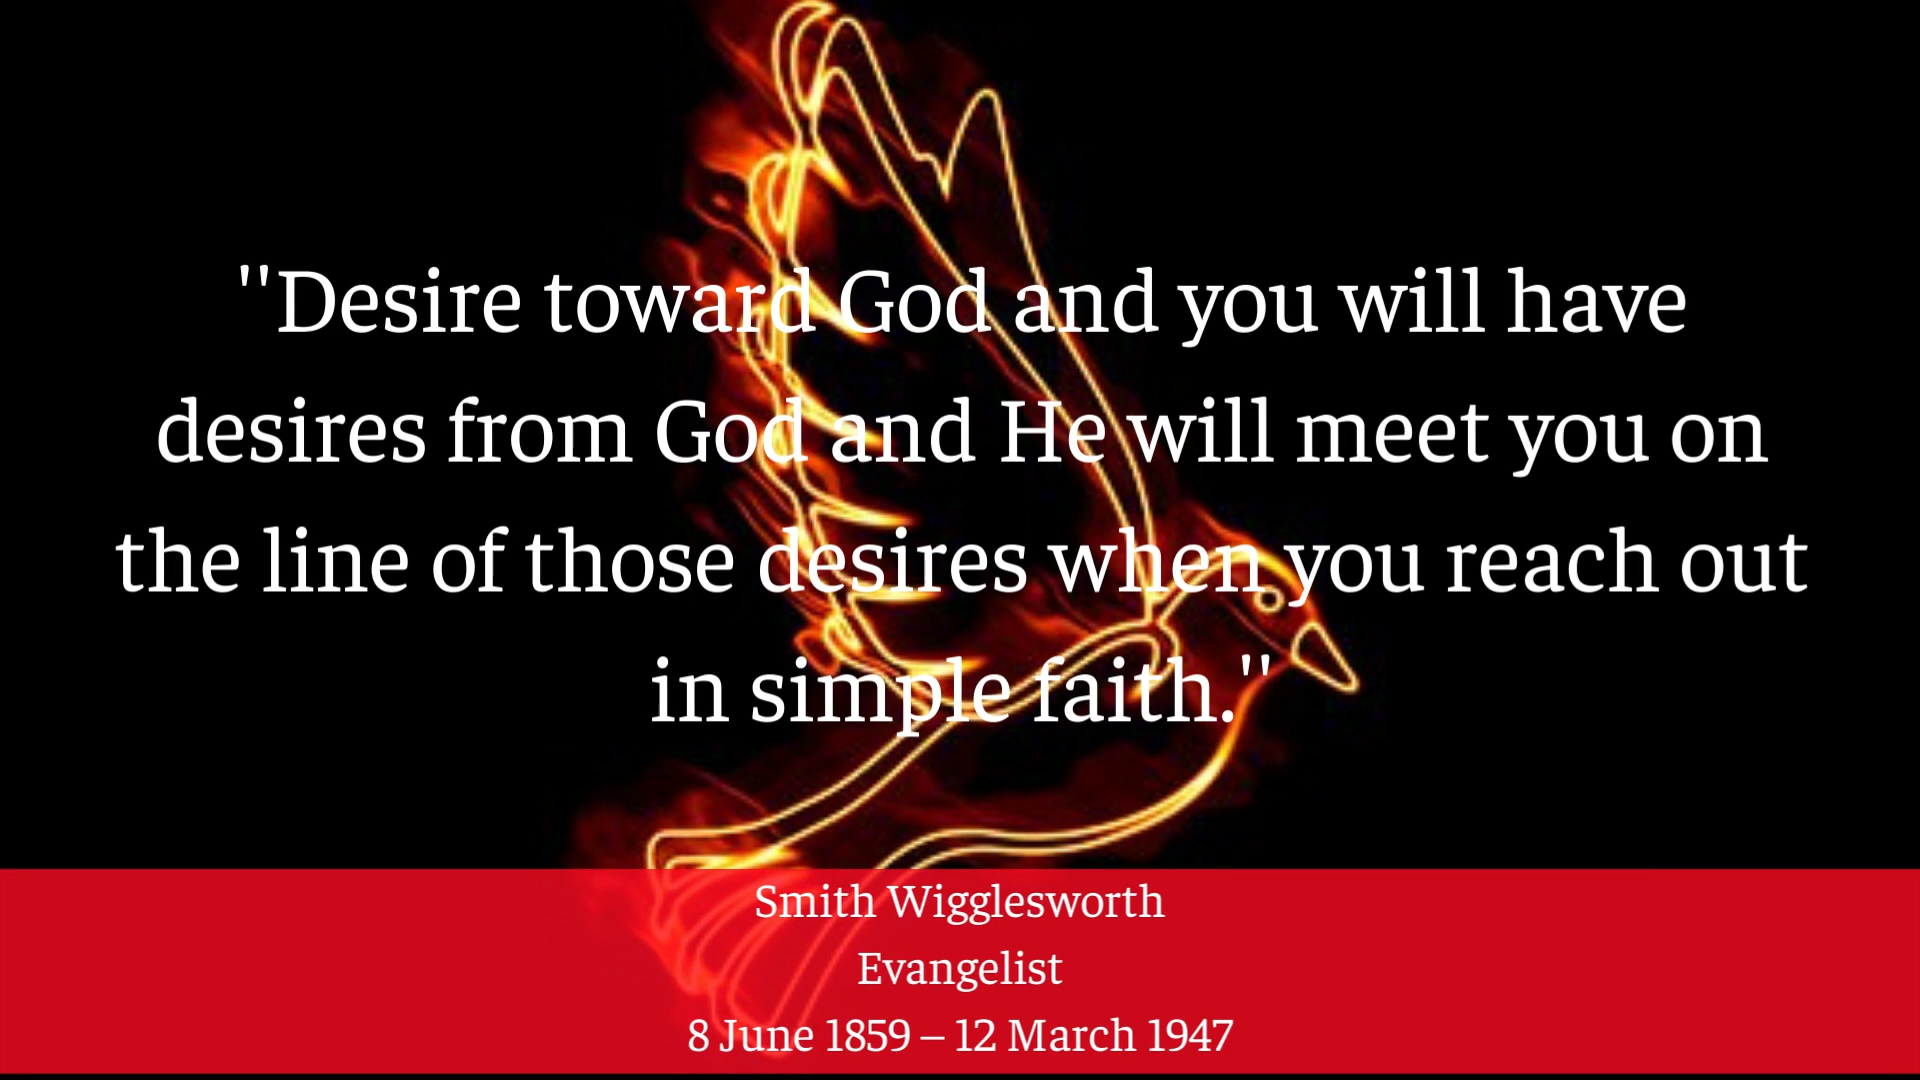 "Desire toward God and you will have
desires from God and He will meet you on
the line of those desires when you reach out
in simple faith."
Smith Wigglesworth
Evangelist
8 June 1859 – 12 March 1947